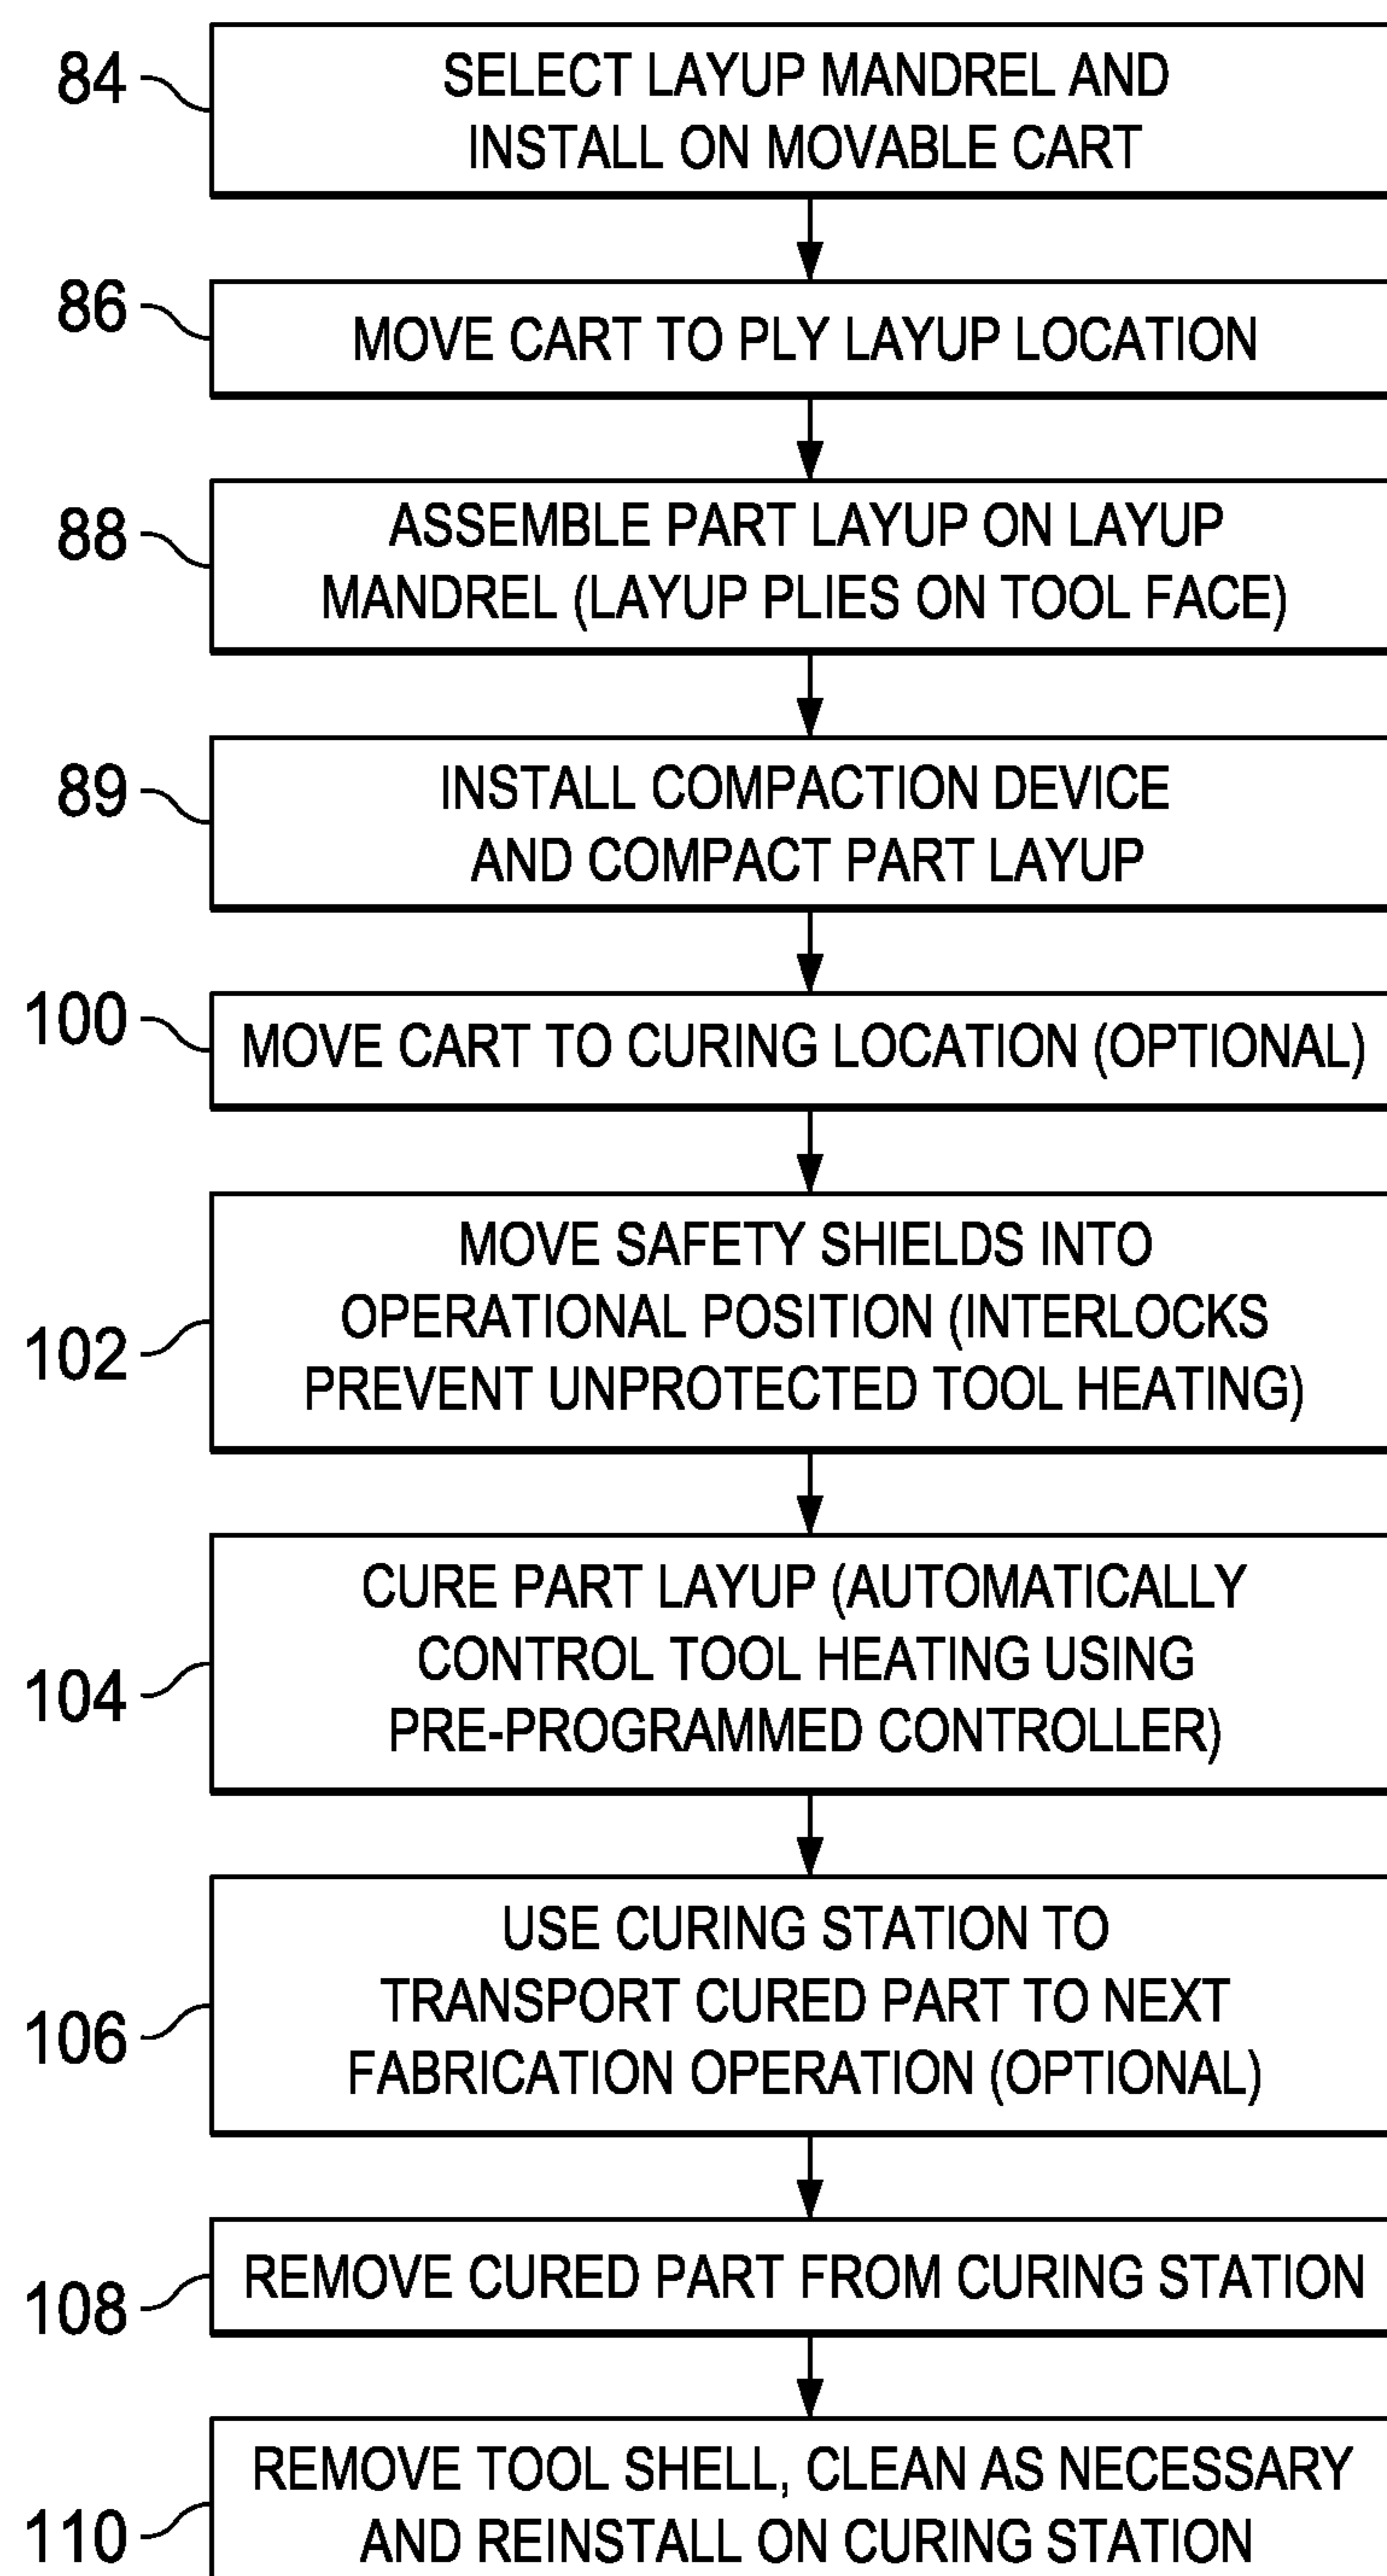 84
SELECT LAYUP MANDREL AND
INSTALL ON MOVABLE CART
86
MOVE CART TO PLY LAYUP LOCATION
88
ASSEMBLE PART LAYUP ON LAYUP
MANDREL (LAYUP PLIES ON TOOL FACE)
89
INSTALL COMPACTION DEVICE
AND COMPACT PART LAYUP
100
MOVE CART TO CURING LOCATION (OPTIONAL)
102
MOVE SAFETY SHIELDS INTO
OPERATIONAL POSITION (INTERLOCKS
PREVENT UNPROTECTED TOOL HEATING)
104
CURE PART LAYUP (AUTOMATICALLY
CONTROL TOOL HEATING USING
PRE-PROGRAMMED CONTROLLER)
106
USE CURING STATION TO
TRANSPORT CURED PART TO NEXT
FABRICATION OPERATION (OPTIONAL)
108
REMOVE CURED PART FROM CURING STATION
110
REMOVE TOOL SHELL, CLEAN AS NECESSARY
AND REINSTALL ON CURING STATION